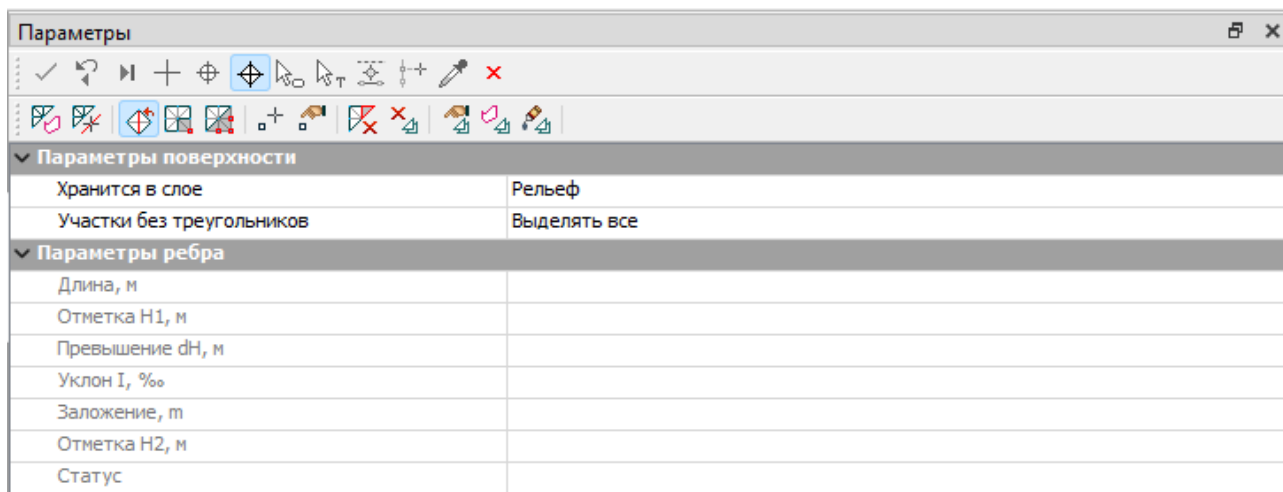 Параметры
Параметры поверхности
Хранится в слое Рельеф
Участки без треугольников Выделять все
Параметры ребра
Длина, м
Отметка H1, м
Превышение dH, м
Уклон I, ‰
Заложение, m
Отметка H2, м
Статус